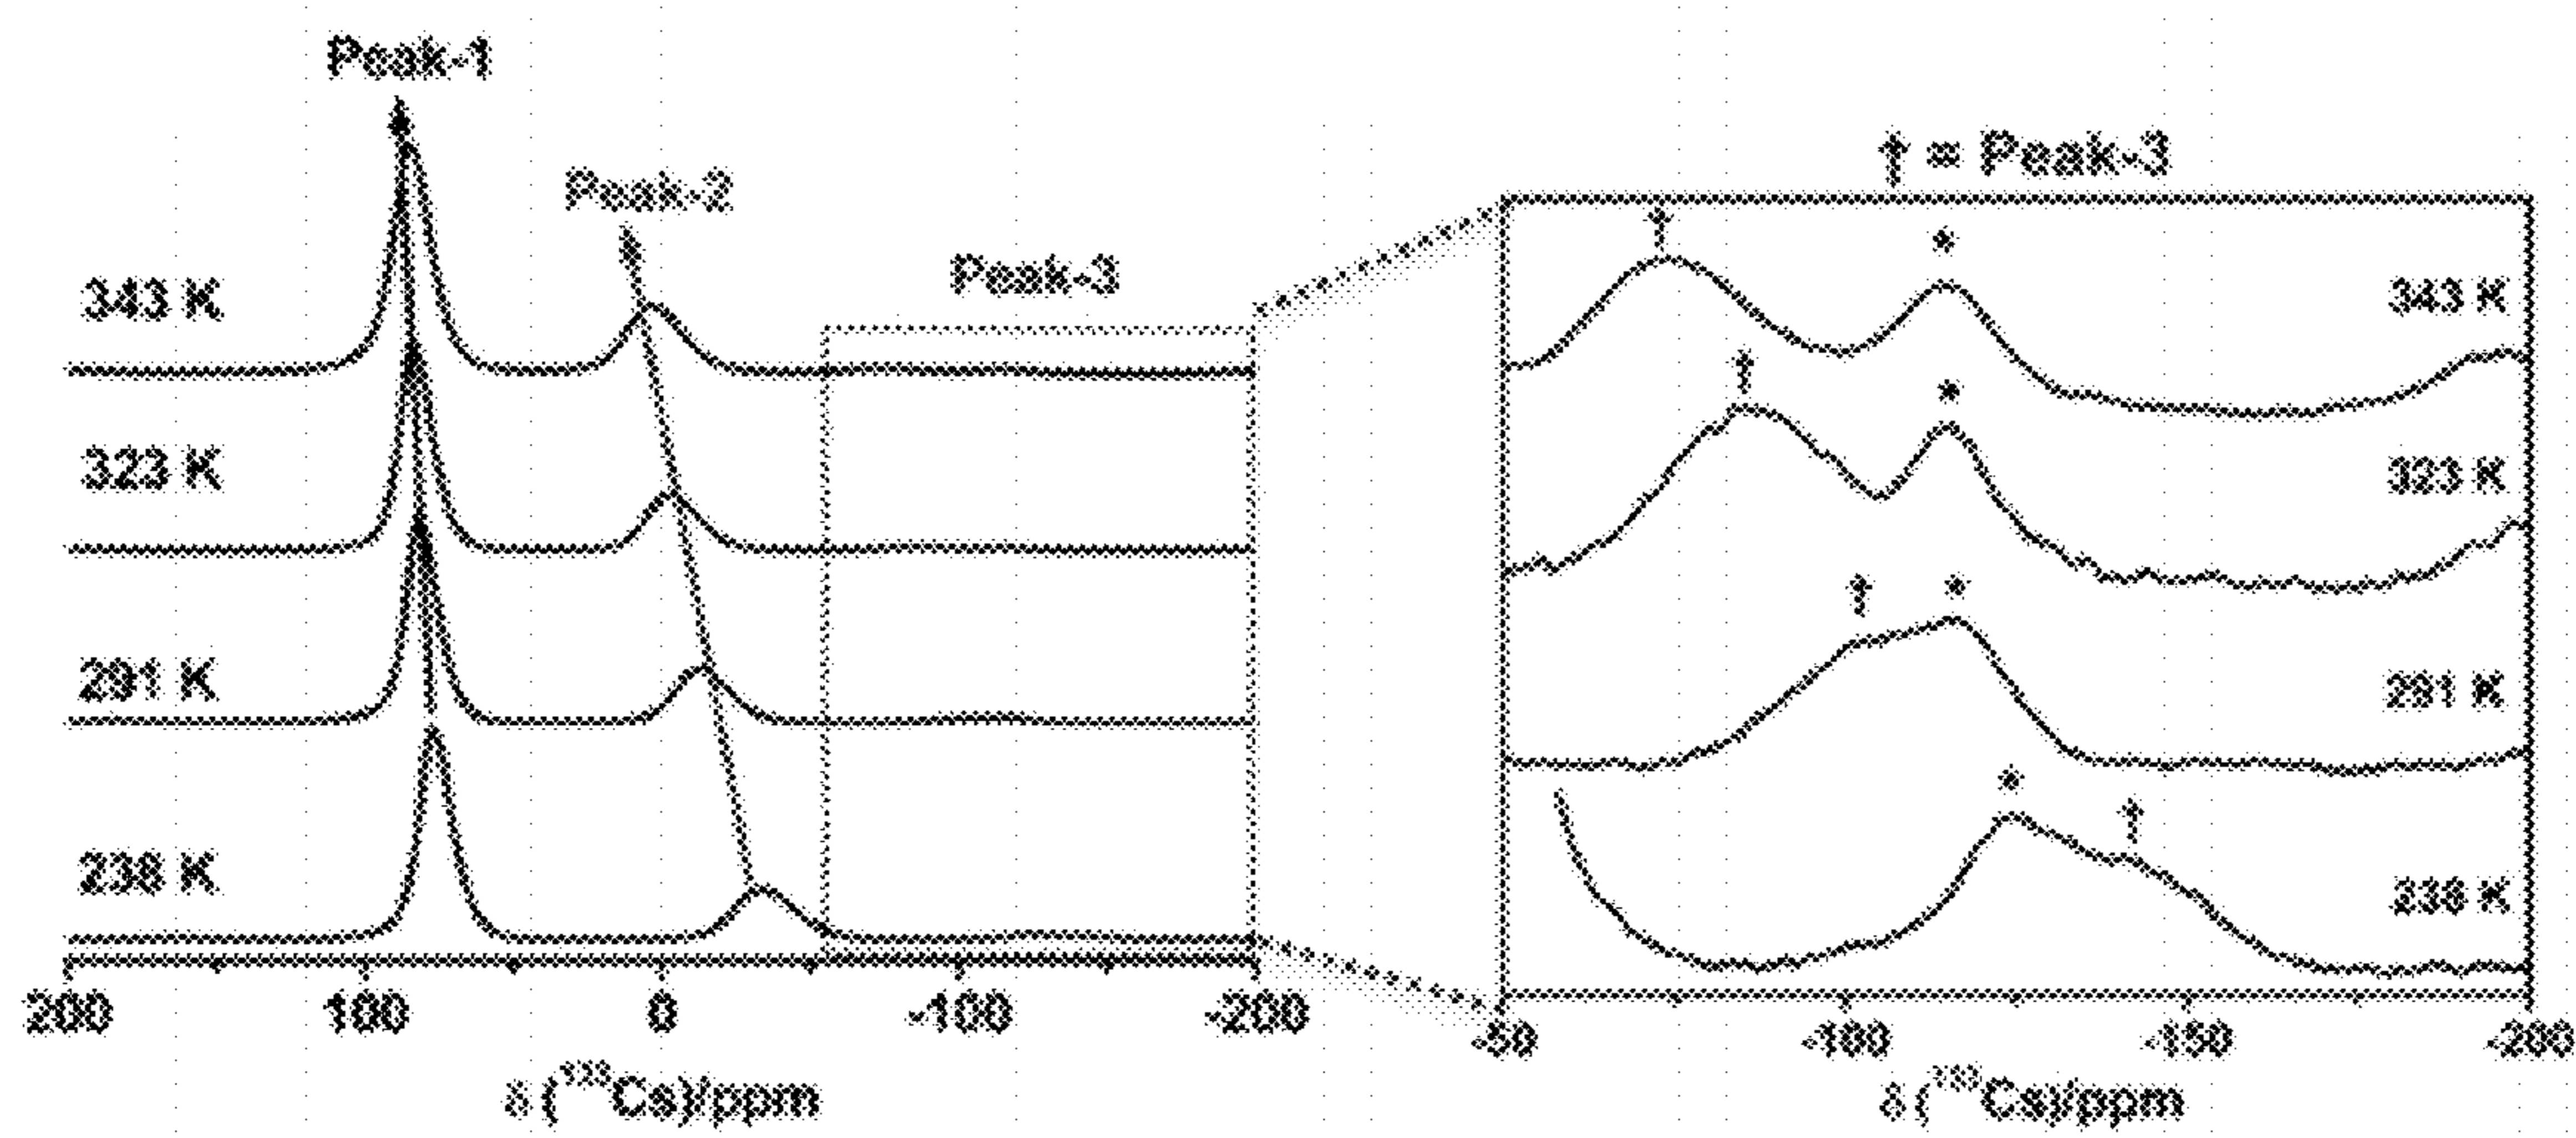 Peak-1
Peak-2
Peak-3
343 K
323 K
291 K
238 K
200 100 0 -100 -200
δ (¹³³Cs)/ppm
† = Peak-3
† *
343 K
† *
323 K
† *
291 K
* †
238 K
-50 -100 -150 -200
δ (¹³³Cs)/ppm